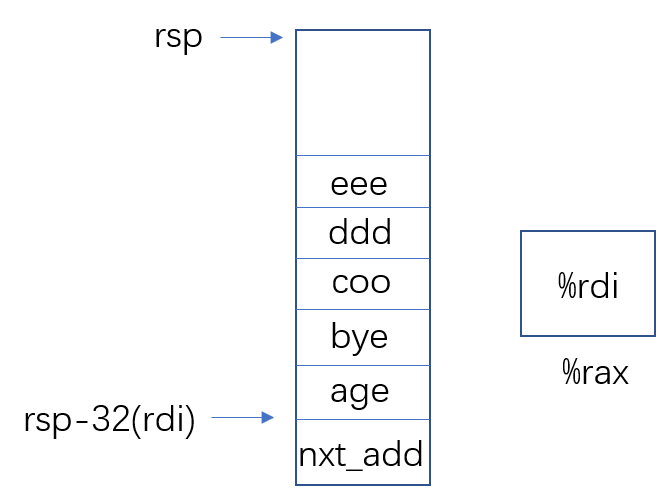 rsp
eee
ddd
coo
%rdi
bye
%rax
age
rsp-32(rdi)
nxt_add